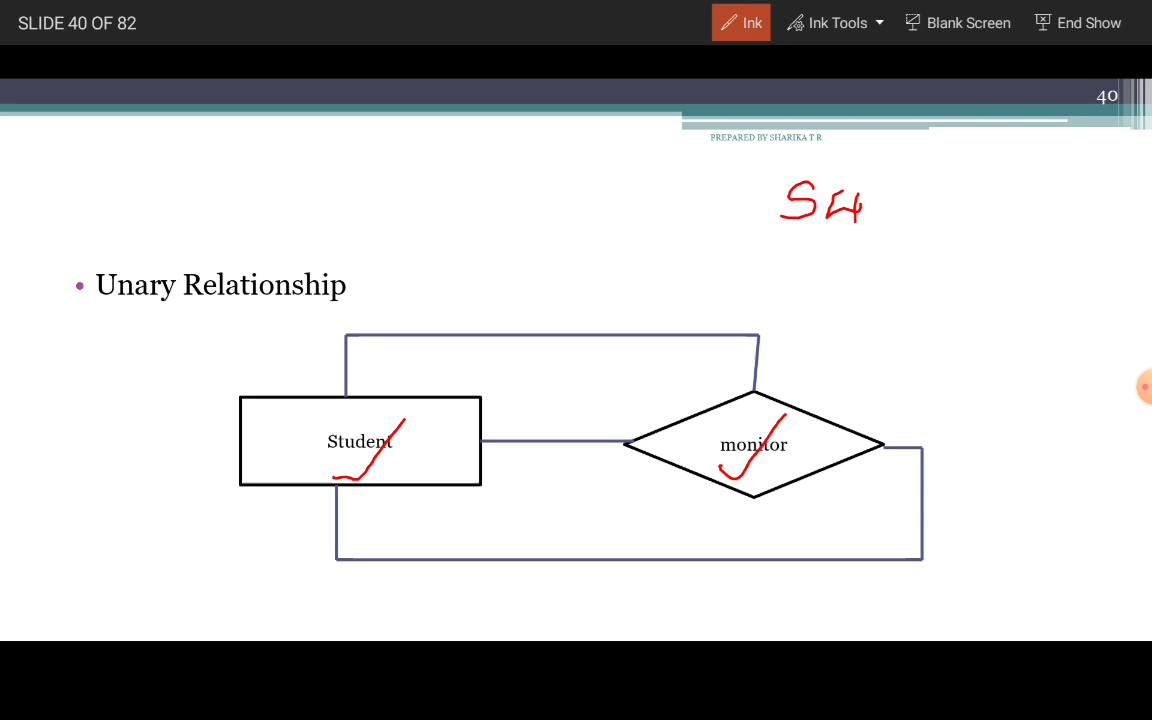 SLIDE 40 OF 82 Ink Ink Tools Blank Screen End Show
40
PREPARED BY SHARIKA T R
• Unary Relationship
Student monitor